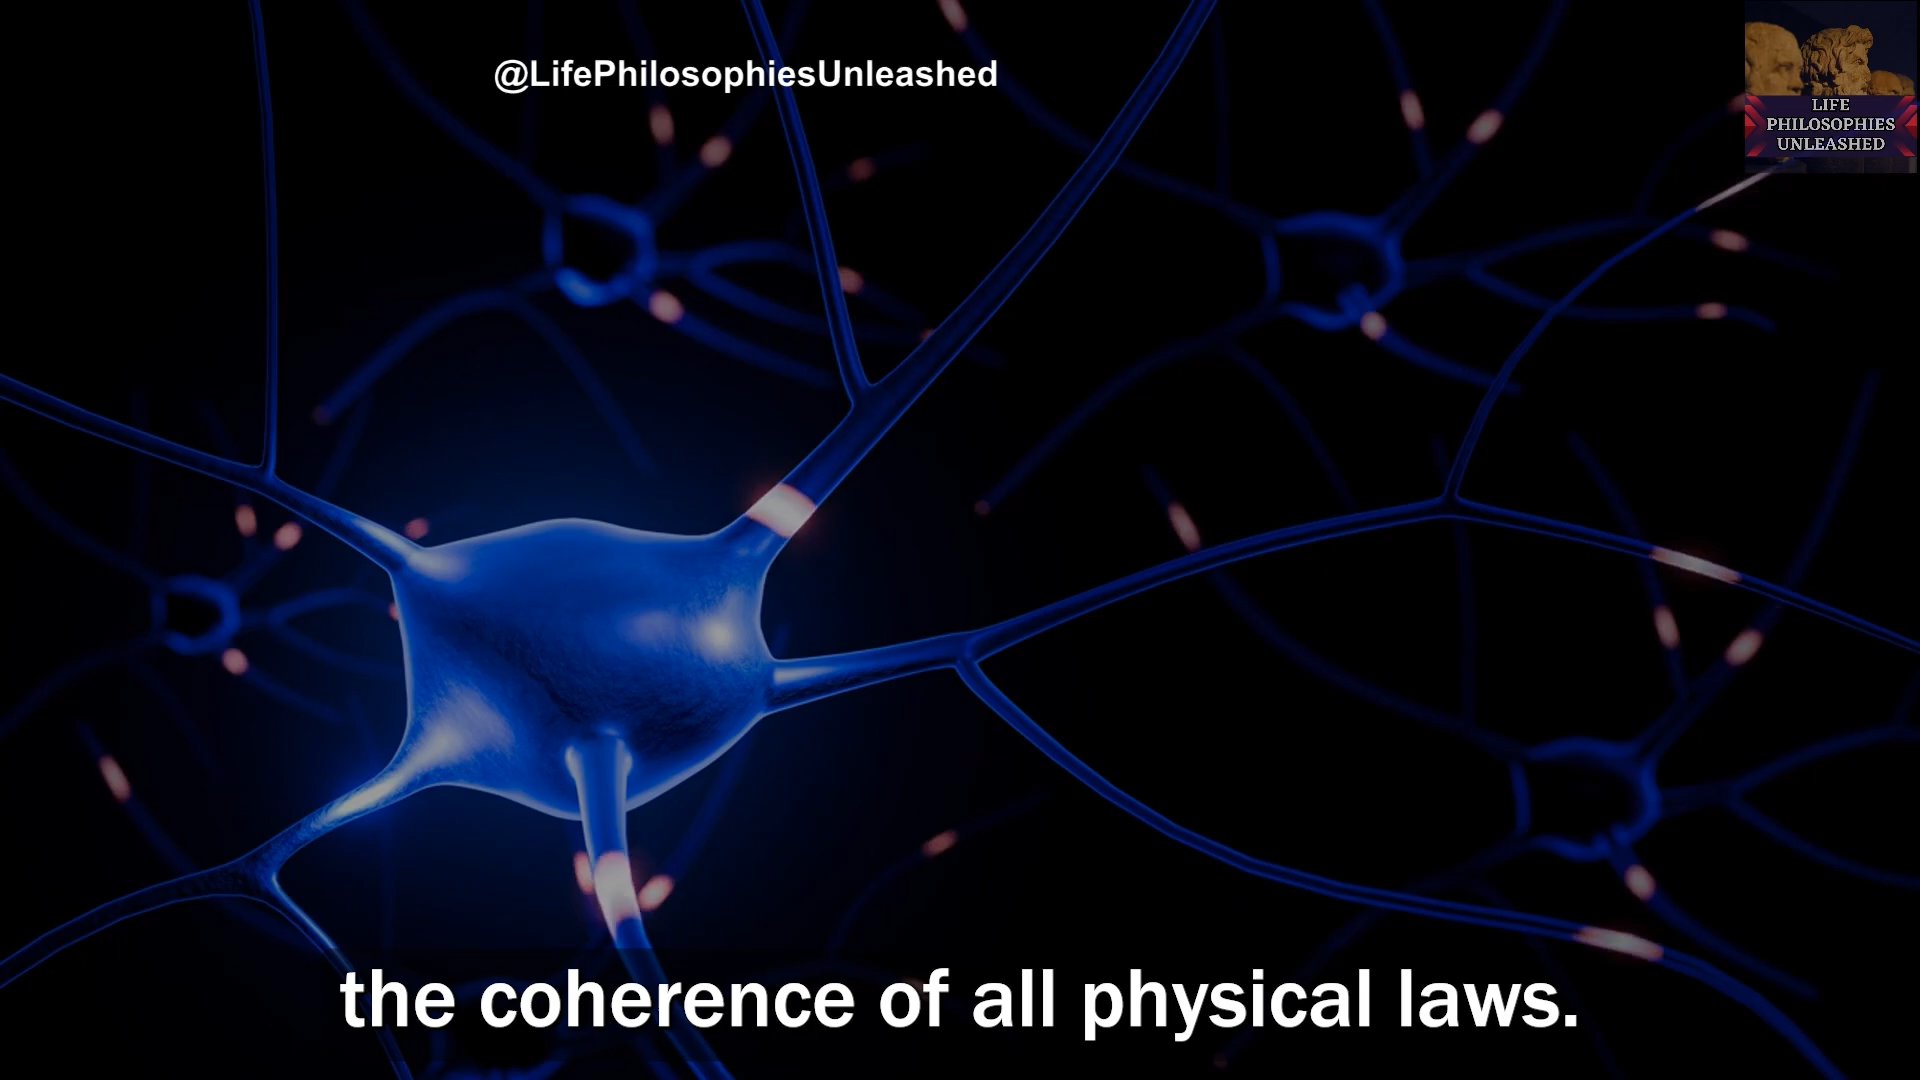 @LifePhilosophiesUnleashed
LIFE
PHILOSOPHIES
UNLEASHED
the coherence of all physical laws.